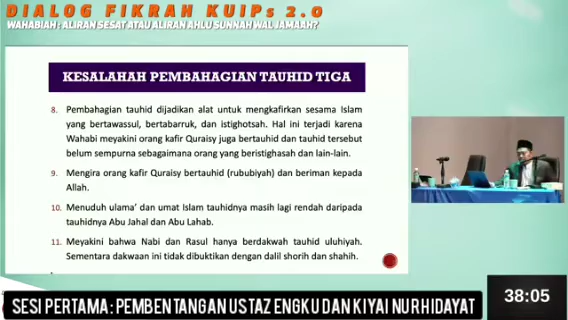 DIALOG FIKRAH KUIPs 2.0
WAHABIAH : ALIRAN SESAT ATAU ALIRAN AHLU SUNNAH WAL JAMAAH?
KESALAHAH PEMBAHAGIAN TAUHID TIGA
8. Pembahagian tauhid dijadikan alat untuk mengkafirkan sesama Islam
yang bertawassul, bertabarruk, dan istighotsah. Hal ini terjadi karena
Wahabi meyakini orang kafir Quraisy juga bertauhid dan tauhid tersebut
belum sempurna sebagaimana orang yang beristighasah dan lain-lain.
9. Mengira orang kafir Quraisy bertauhid (rububiyah) dan beriman kepada
Allah.
10. Menuduh ulama' dan umat Islam tauhidnya masih lagi rendah daripada
tauhidnya Abu Jahal dan Abu Lahab.
11. Meyakini bahwa Nabi dan Rasul hanya berdakwah tauhid uluhiyah.
Sementara dakwaan ini tidak dibuktikan dengan dalil shorih dan shahih.
SESI PERTAMA : PEMBENTANGAN USTAZ ENGKU DAN KIYAI NURHIDAYAT
38:05